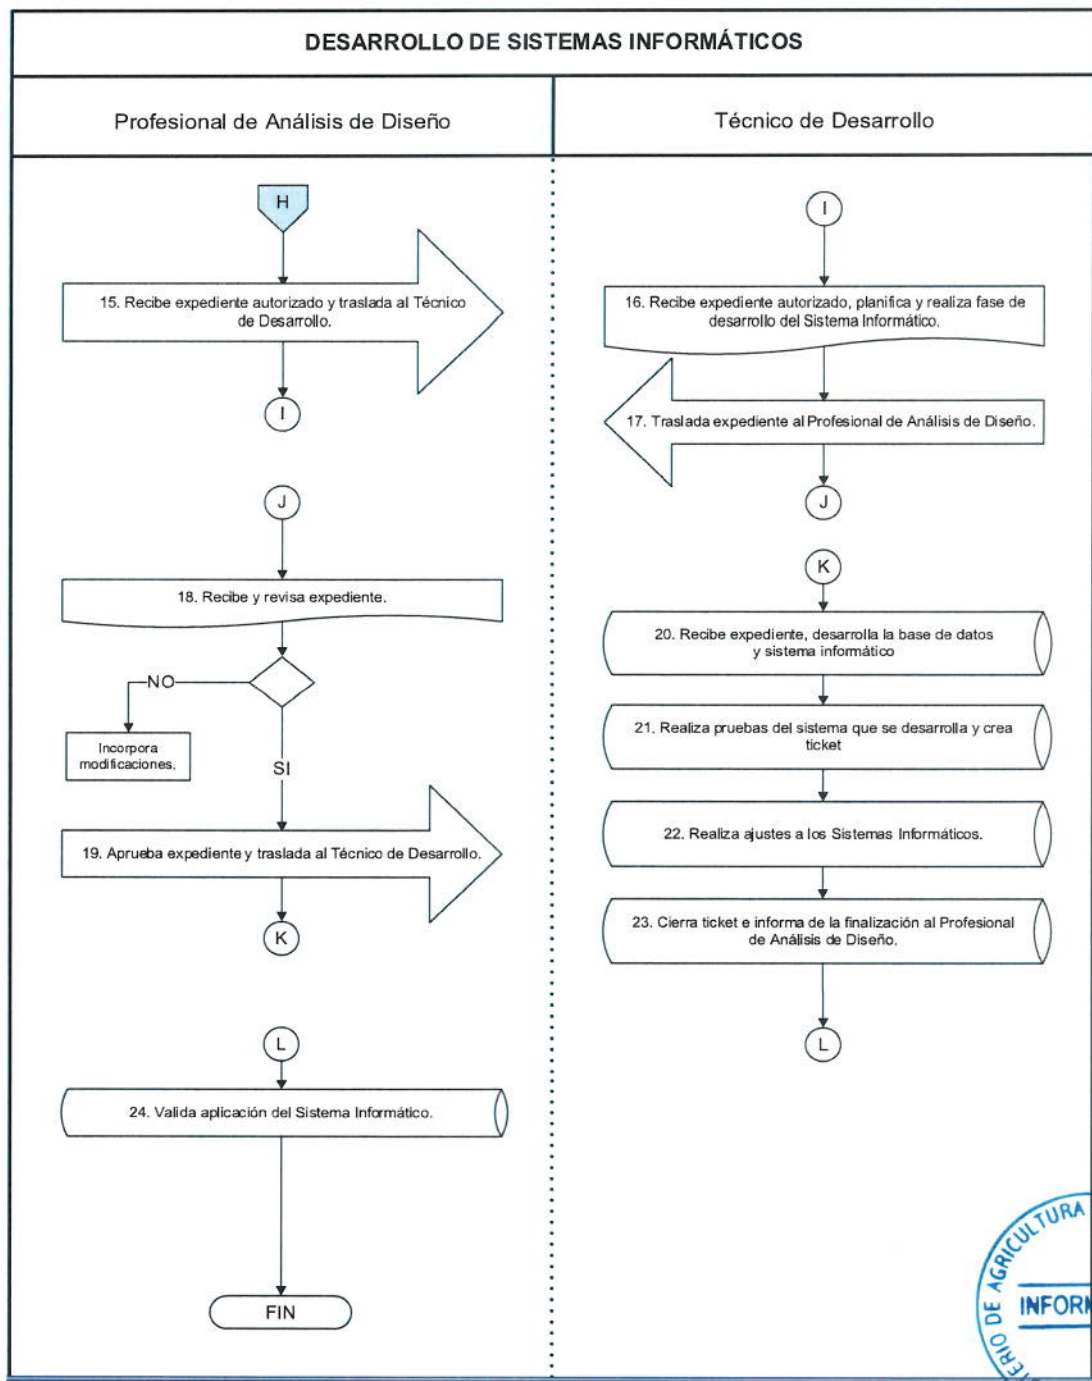 DESARROLLO DE SISTEMAS INFORMÁTICOS
Profesional de Análisis de Diseño
Técnico de Desarrollo
H
15. Recibe expediente autorizado y traslada al Técnico
de Desarrollo.
I
J
18. Recibe y revisa expediente.
NO
Incorpora
modificaciones.
SI
19. Aprueba expediente y traslada al Técnico de Desarrollo.
K
L
24. Valida aplicación del Sistema Informático.
FIN
I
16. Recibe expediente autorizado, planifica y realiza fase de
desarrollo del Sistema Informático.
17. Traslada expediente al Profesional de Análisis de Diseño.
J
K
20. Recibe expediente, desarrolla la base de datos
y sistema informático
21. Realiza pruebas del sistema que se desarrolla y crea
ticket
22. Realiza ajustes a los Sistemas Informáticos.
23. Cierra ticket e informa de la finalización al Profesional
de Análisis de Diseño.
L
TERIO DE AGRICULTURA
INFORM